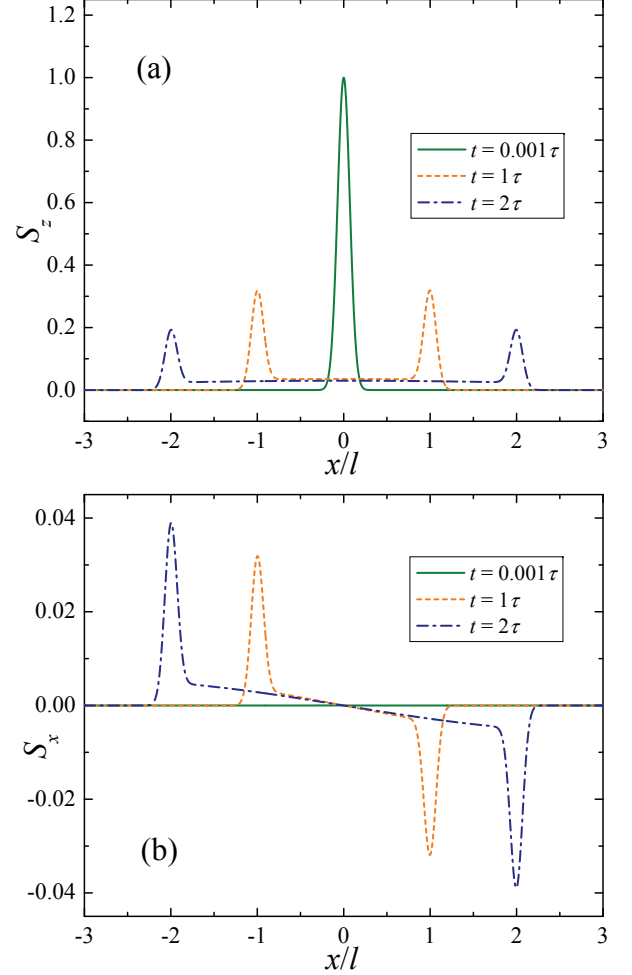 (a)
1.2
1.0
0.8
0.6
0.4
0.2
0.0
S_z
t = 0.001τ
t = 1τ
t = 2τ
-3 -2 -1 0 1 2 3
x/l
(b)
0.04
0.02
0.00
-0.02
-0.04
S_x
t = 0.001τ
t = 1τ
t = 2τ
-3 -2 -1 0 1 2 3
x/l